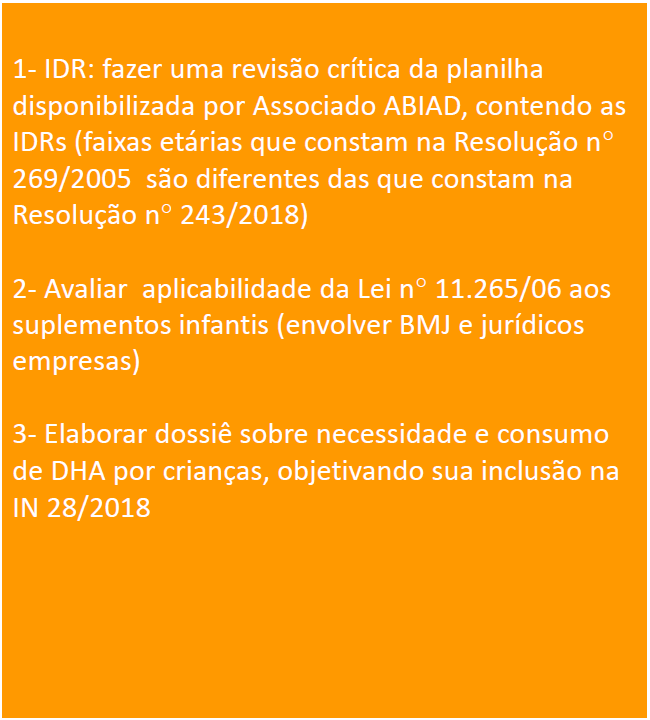 1- IDR: fazer uma revisão crítica da planilha
disponibilizada por Associado ABIAD, contendo as
IDRs (faixas etárias que constam na Resolução n°
269/2005  são diferentes das que constam na
Resolução n° 243/2018)
2- Avaliar  aplicabilidade da Lei n° 11.265/06 aos
suplementos infantis (envolver BMJ e jurídicos
empresas)
3- Elaborar dossiê sobre necessidade e consumo
de DHA por crianças, objetivando sua inclusão na
IN 28/2018